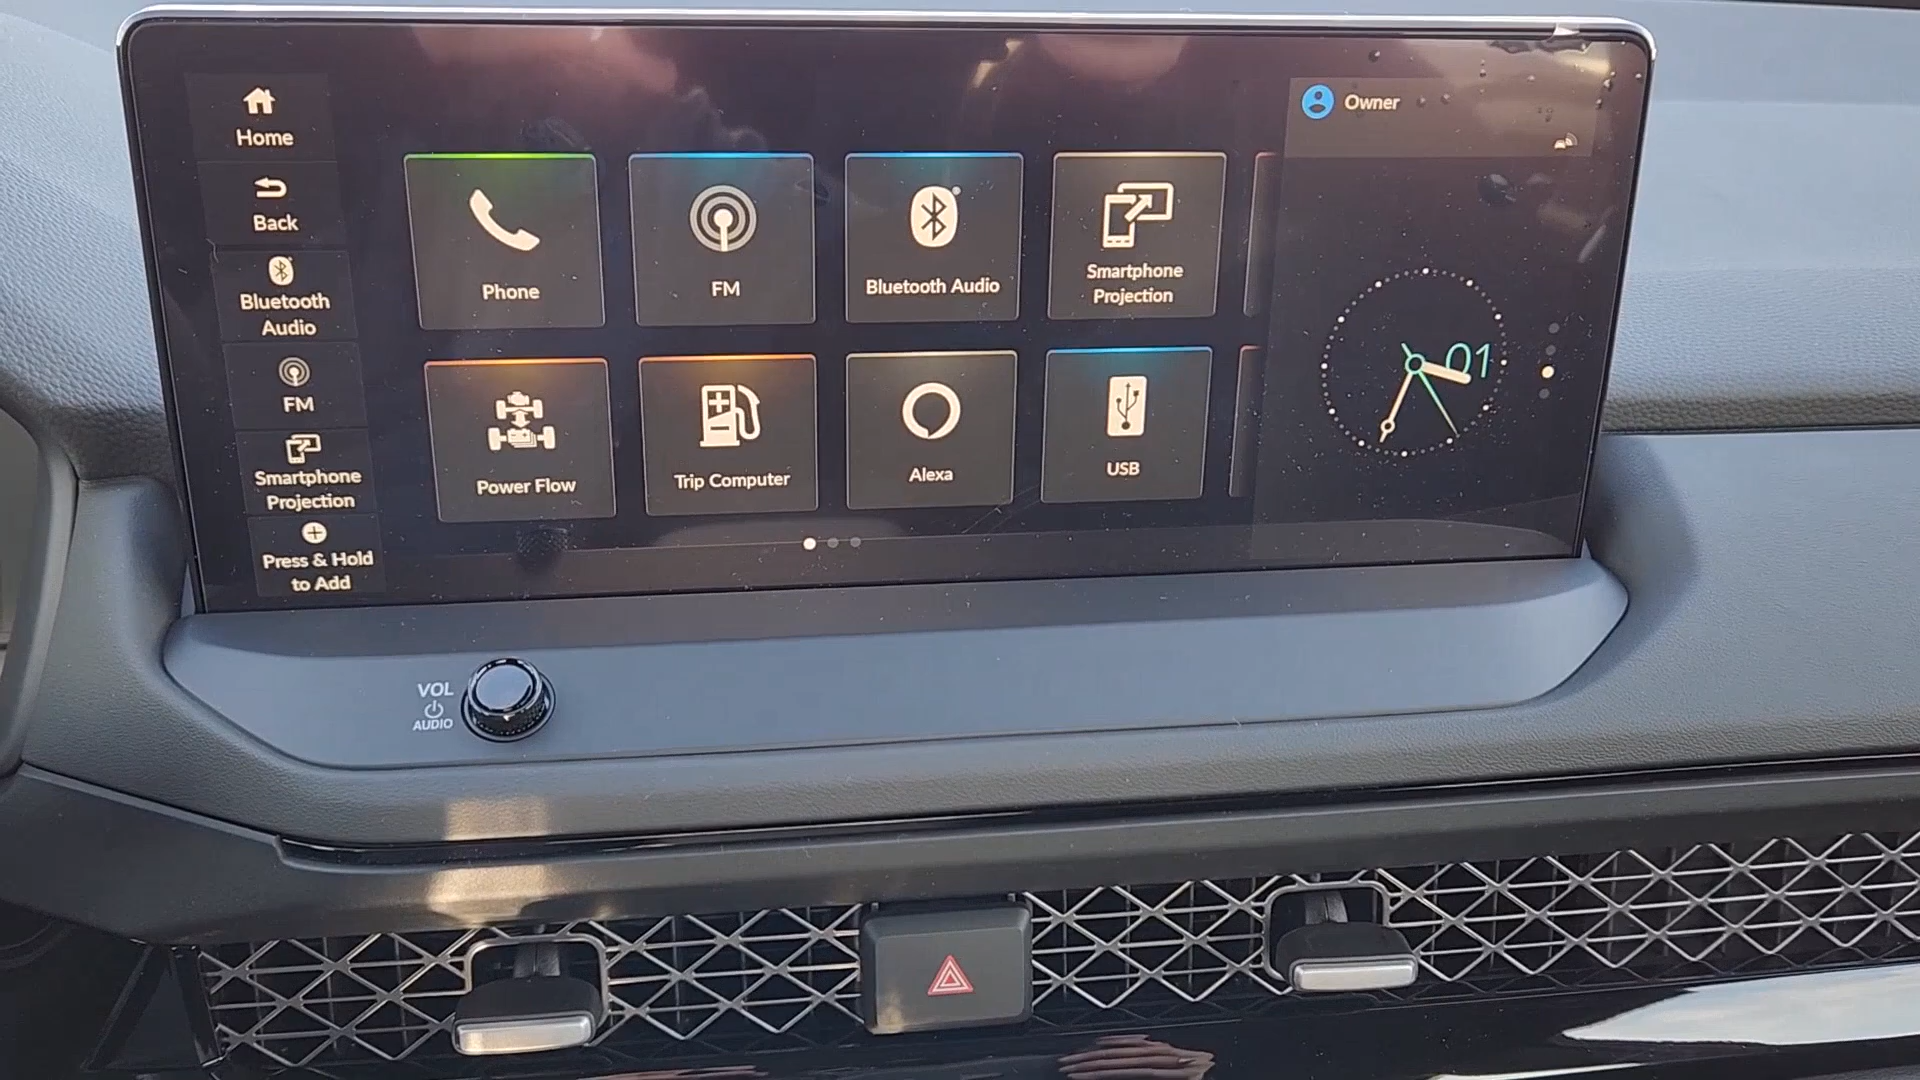 Home
Back
Bluetooth
Audio
FM
Smartphone
Projection
Press & Hold
to Add
Phone
FM
Bluetooth Audio
Smartphone
Projection
Power Flow
Trip Computer
Alexa
USB
Owner
01
VOL
AUDIO